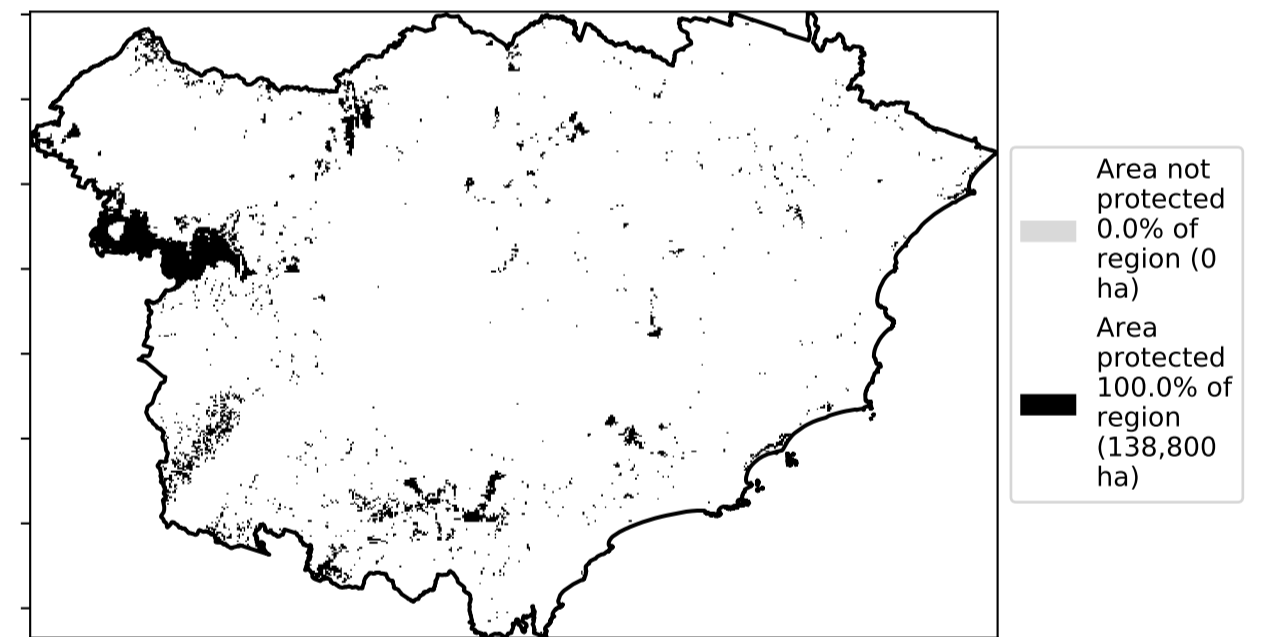 Area not
protected
0.0% of
region (0
ha)
Area
protected
100.0% of
region
(138,800
ha)